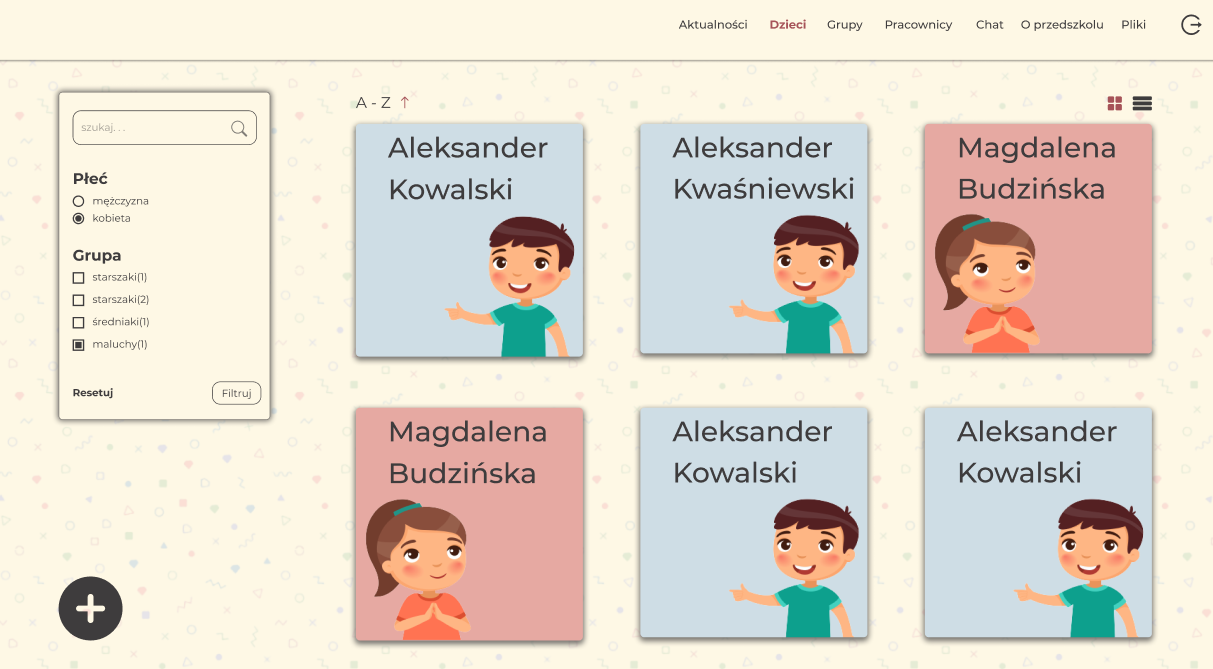 Aktualności Dzieci Grupy Pracownicy Chat O przedszkolu Pliki
szukaj. . .
Płeć
mężczyzna
kobieta
Grupa
starszaki(1)
starszaki(2)
średniaki(1)
maluchy(1)
Resetuj Filtruj
A - Z
Aleksander
Kowalski
Aleksander
Kwaśniewski
Magdalena
Budzińska
Magdalena
Budzińska
Aleksander
Kowalski
Aleksander
Kowalski